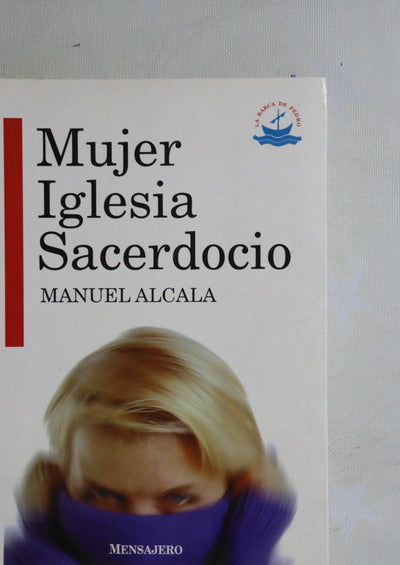 LA BARCA DE PEDRO
Mujer
Iglesia
Sacerdocio
MANUEL ALCALA
MENSAJERO